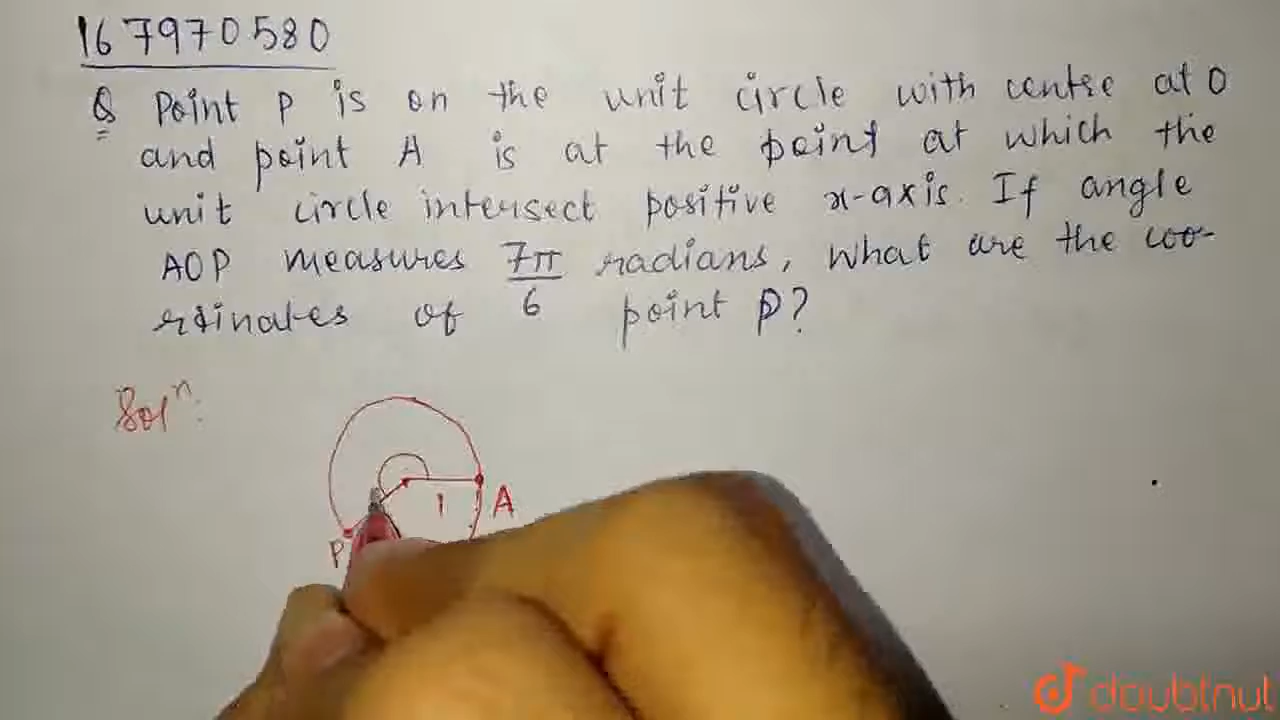 167970580
Q Point P is on the unit circle with centre at O
and point A is at the point at which the
unit circle intersect positive x-axis. If angle
AOP measures 7π/6 radians, what are the coo-
rdinates of point P?
Solⁿ:
1 A
P
doubtnut